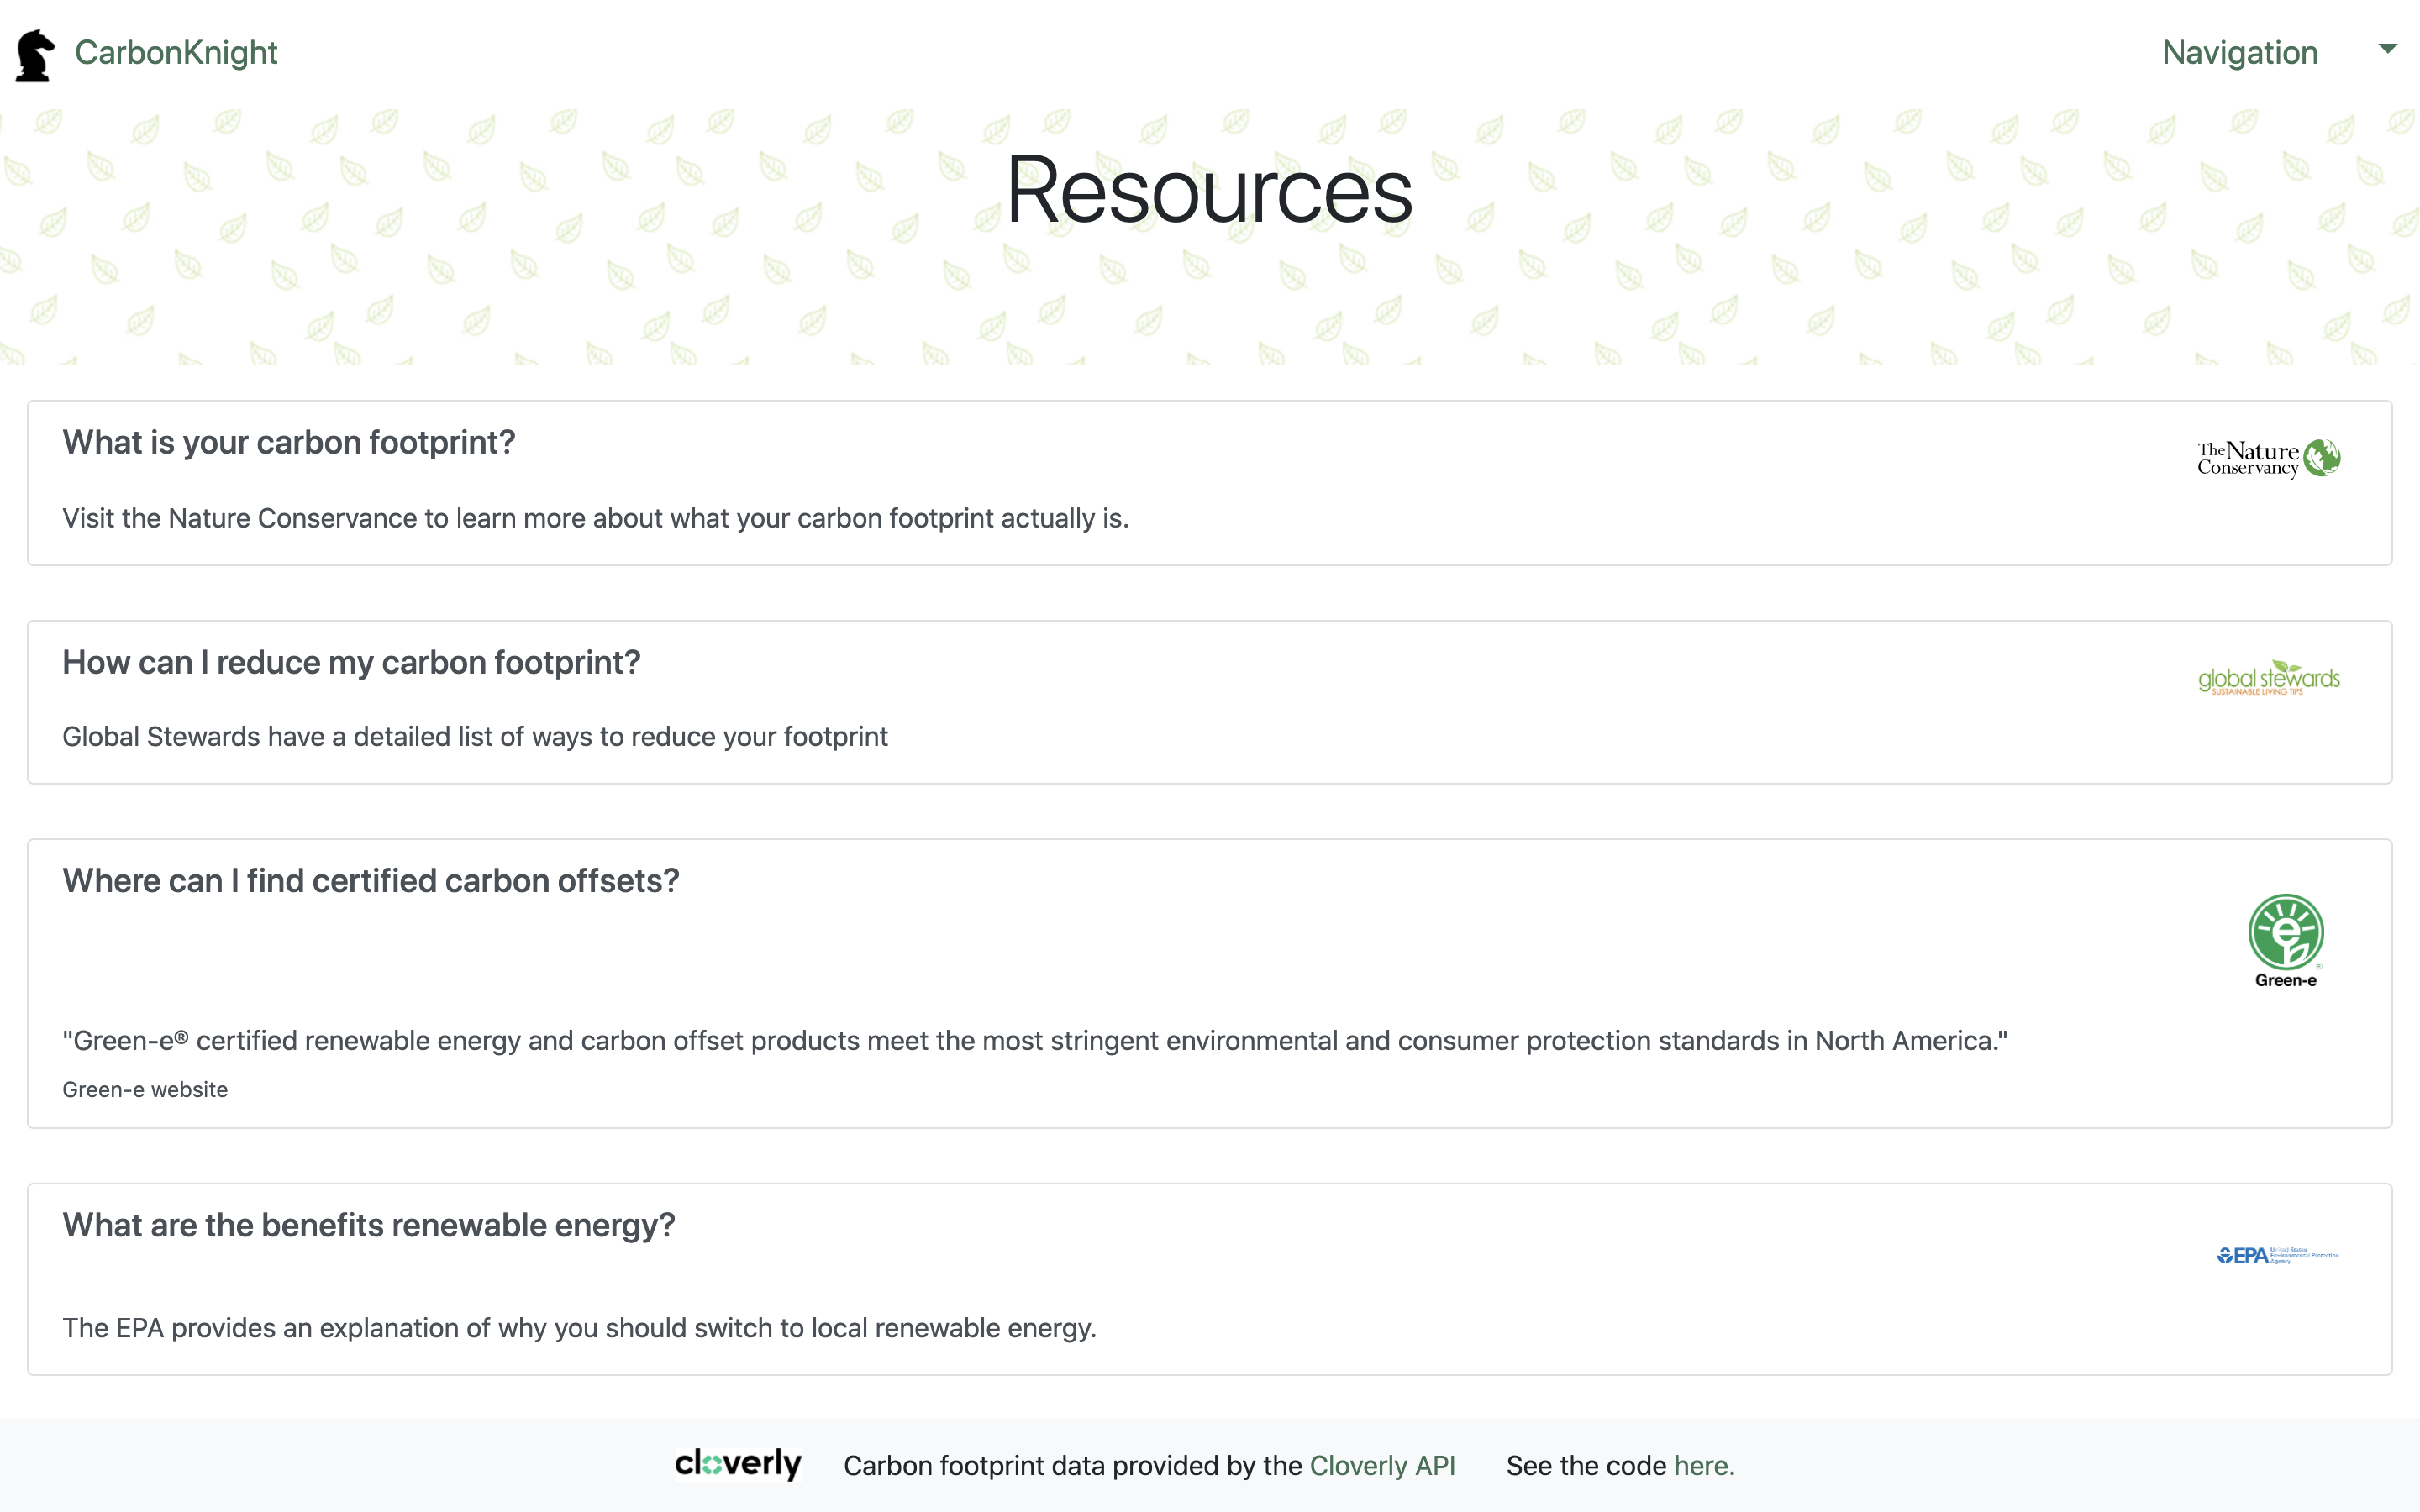 CarbonKnight
Navigation
Resources
What is your carbon footprint?
The Nature
Conservancy
Visit the Nature Conservance to learn more about what your carbon footprint actually is.
How can I reduce my carbon footprint?
global stewards
SUSTAINABLE LIVING TIPS
Global Stewards have a detailed list of ways to reduce your footprint
Where can I find certified carbon offsets?
e
®
Green-e
"Green-e® certified renewable energy and carbon offset products meet the most stringent environmental and consumer protection standards in North America."
Green-e website
What are the benefits renewable energy?
EPA
United States
Environmental Protection
Agency
The EPA provides an explanation of why you should switch to local renewable energy.
cloverly
Carbon footprint data provided by the Cloverly API
See the code here.